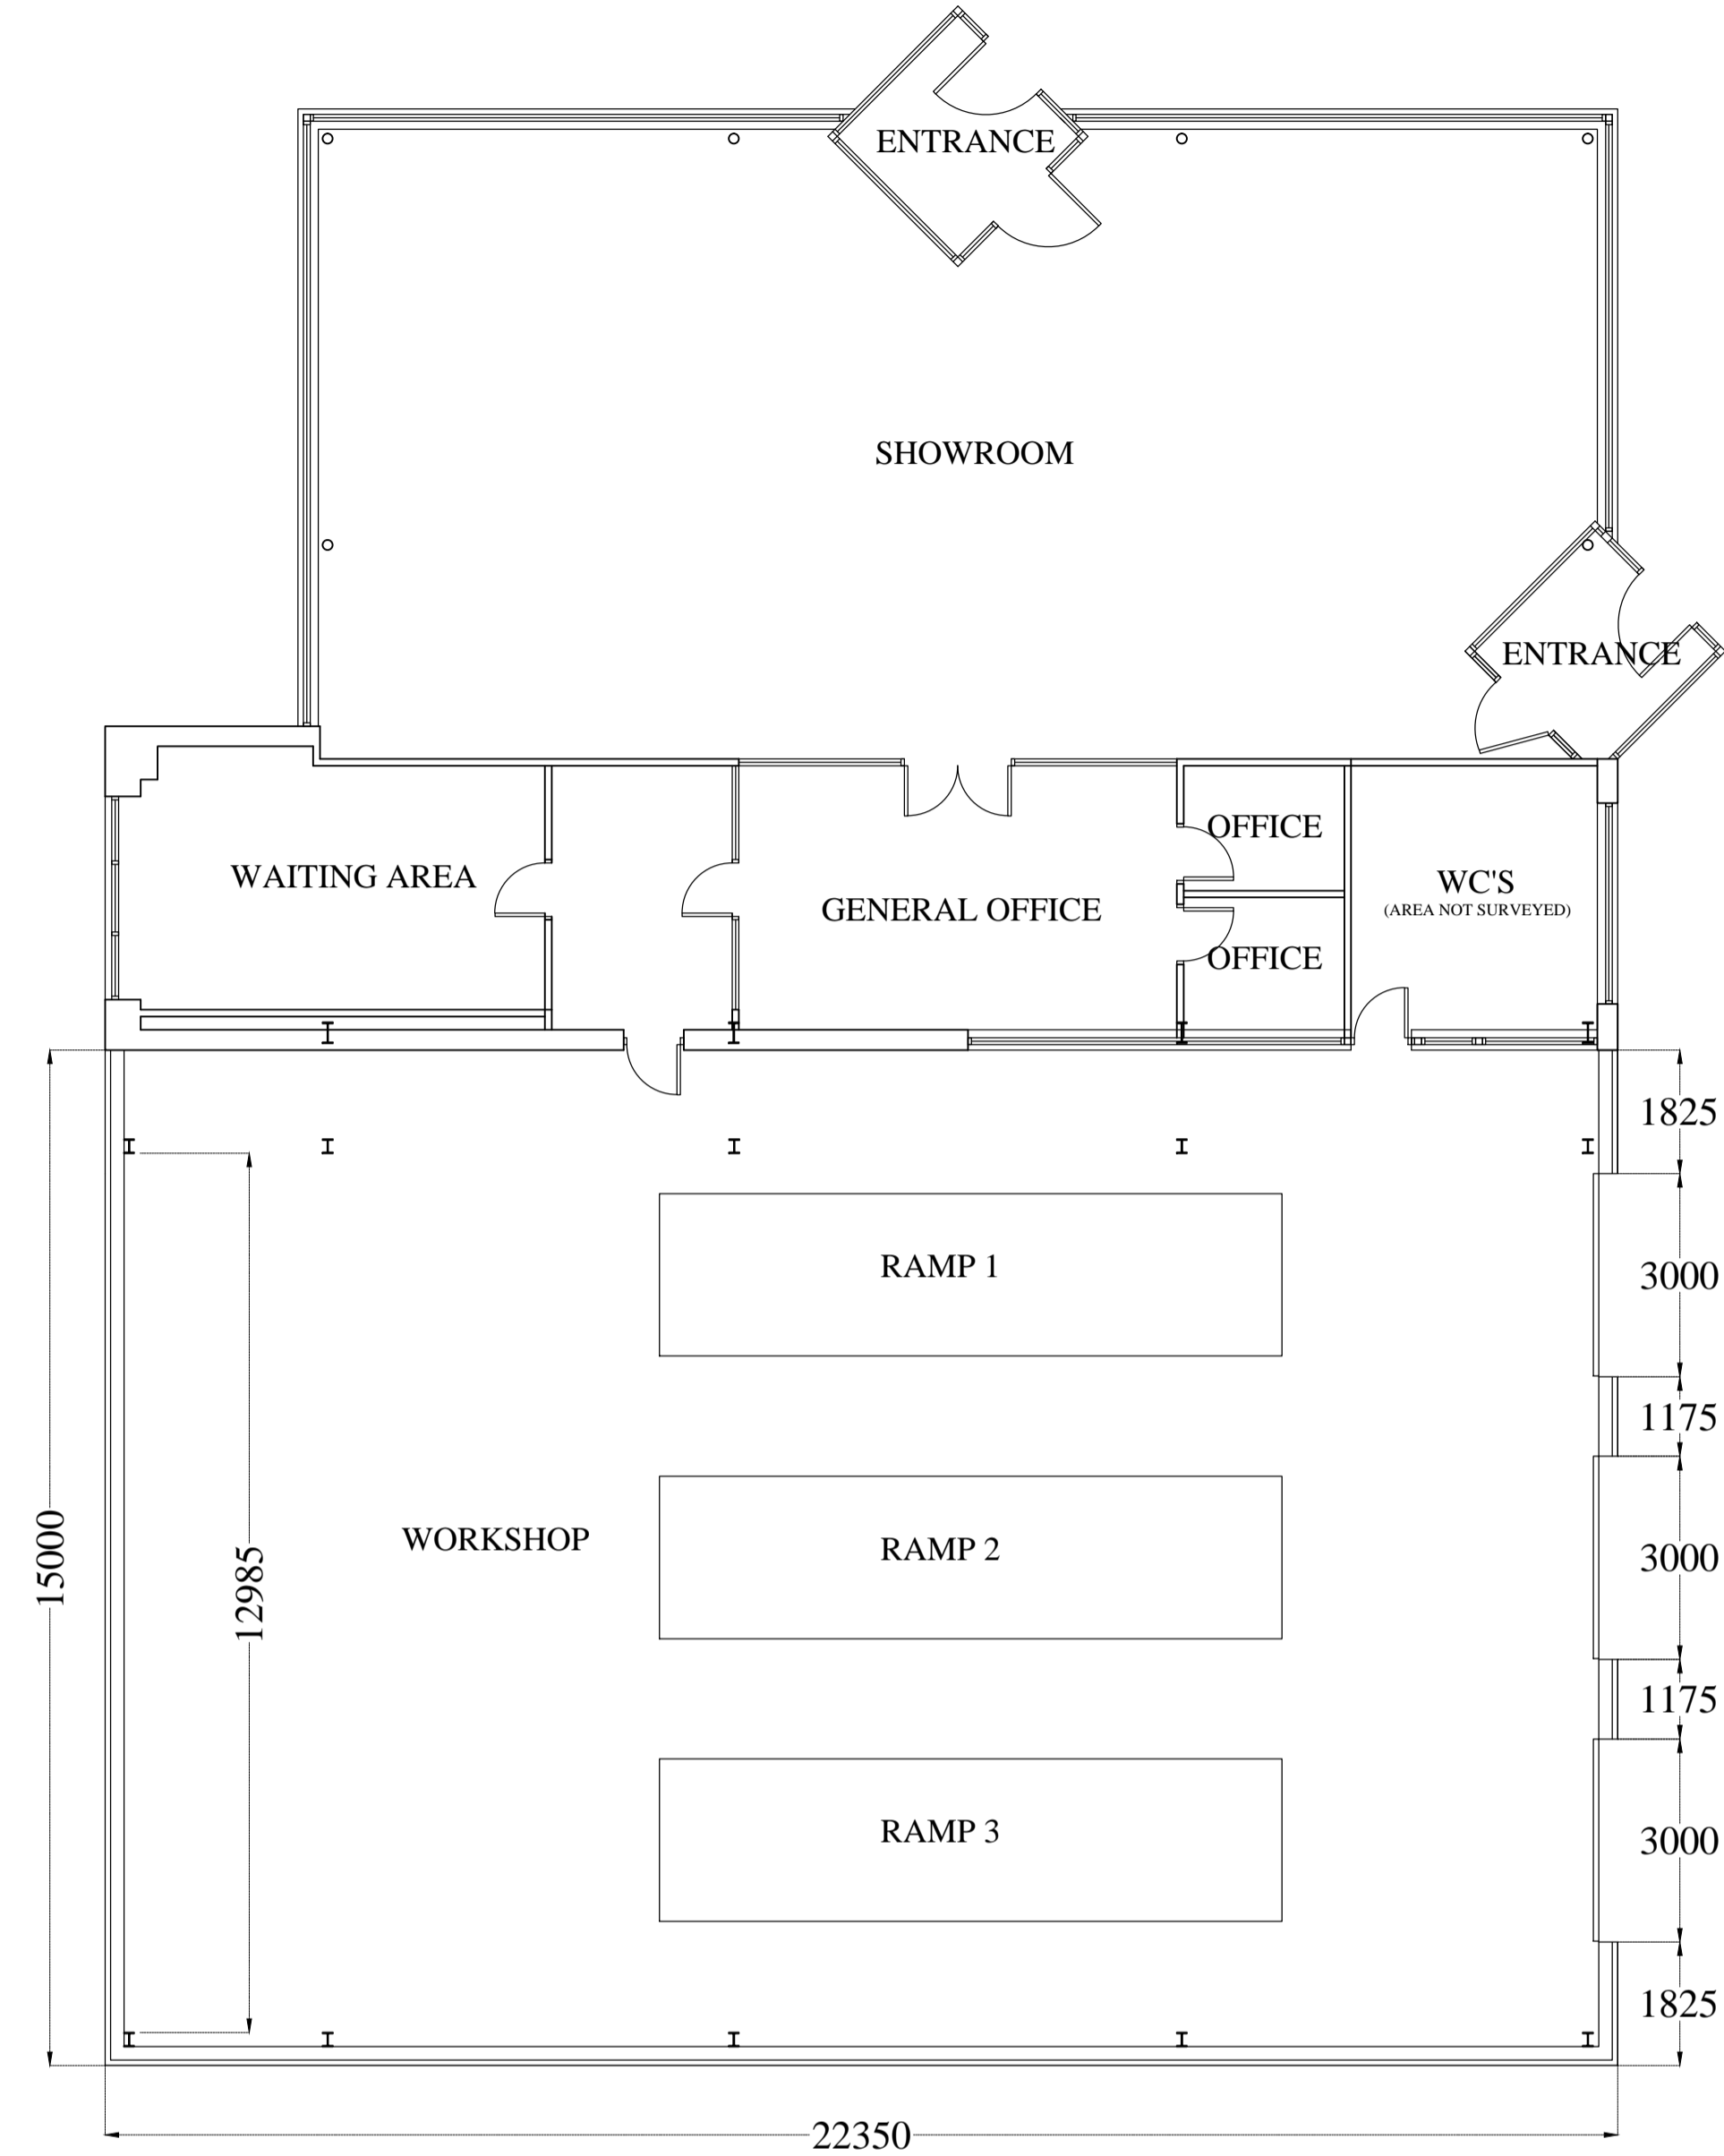 ENTRANCE
SHOWROOM
ENTRANCE
OFFICE
WAITING AREA
WC'S
GENERAL OFFICE
(AREA NOT SURVEYED)
OFFICE
1825
RAMP 1
3000
1175
WORKSHOP
RAMP 2
3000
15000
12985
1175
RAMP 3
3000
1825
22350